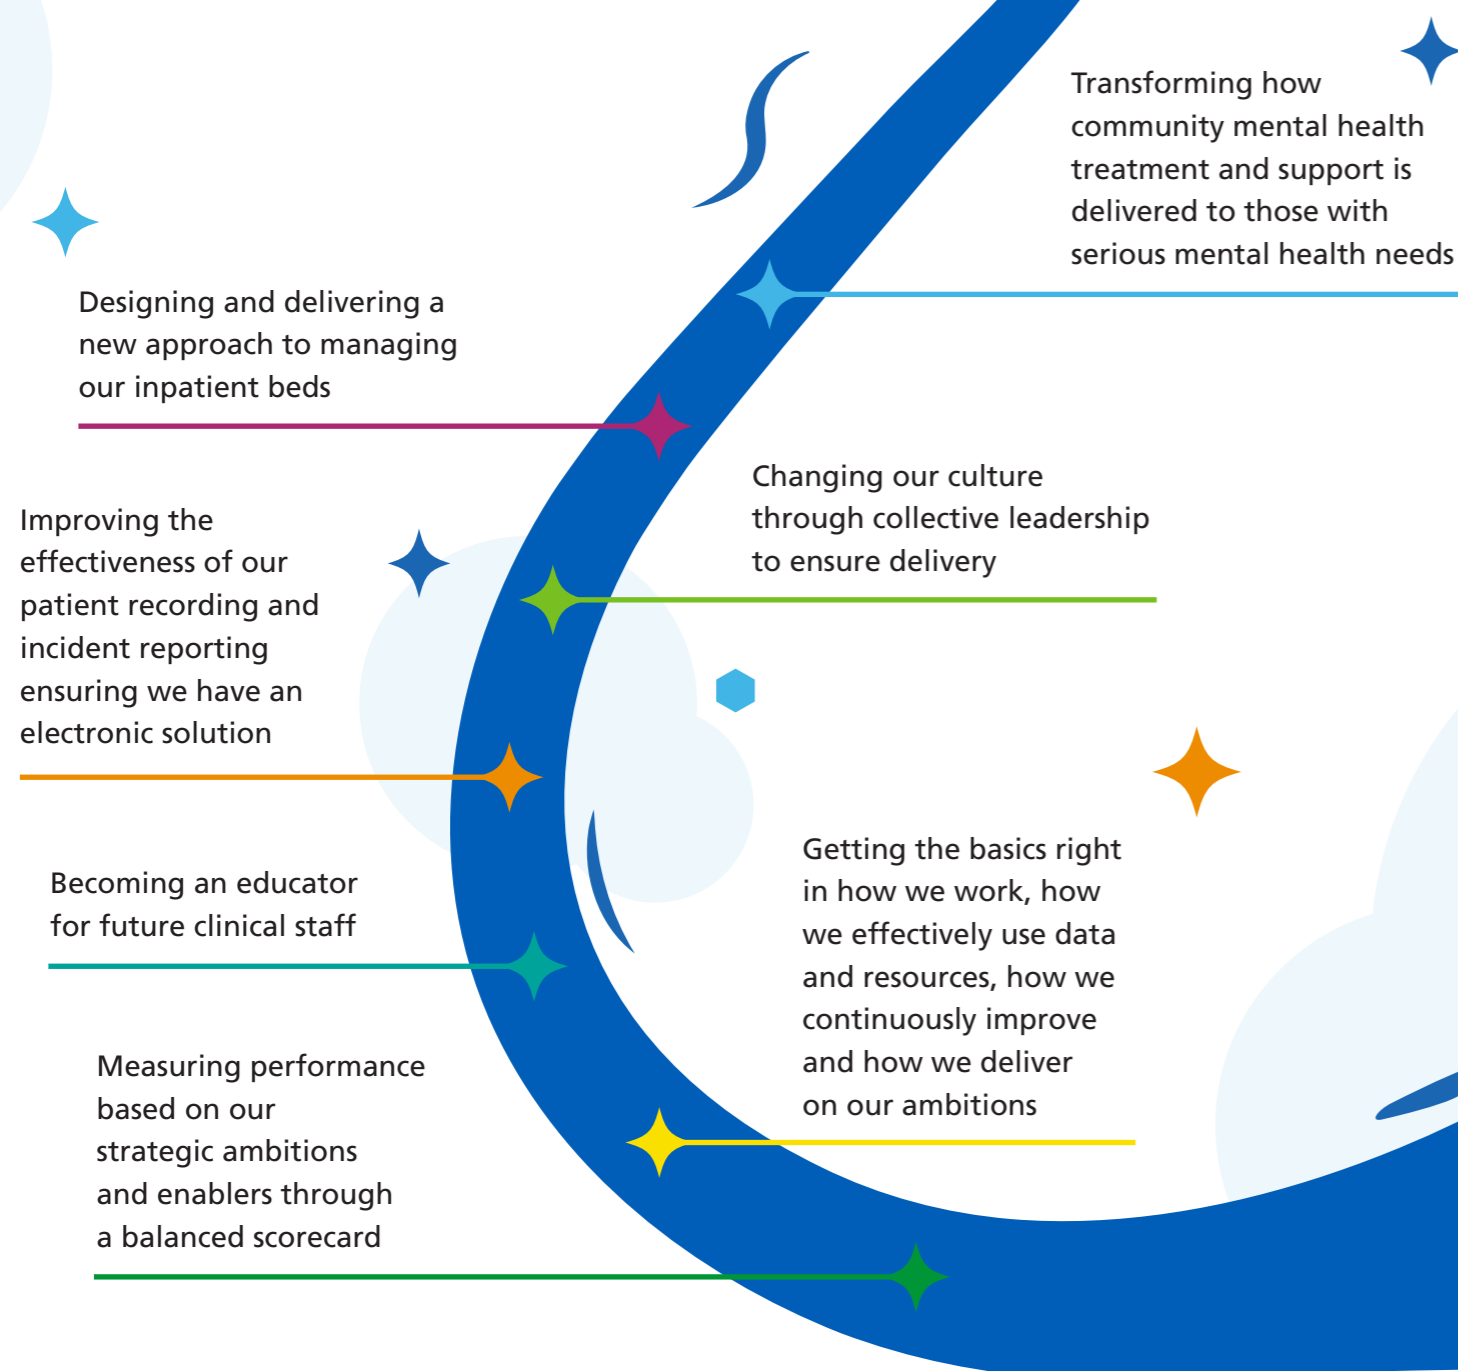 Transforming how
community mental health
treatment and support is
delivered to those with
serious mental health needs
Designing and delivering a
new approach to managing
our inpatient beds
Changing our culture
through collective leadership
to ensure delivery
Improving the
effectiveness of our
patient recording and
incident reporting
ensuring we have an
electronic solution
Becoming an educator
for future clinical staff
Getting the basics right
in how we work, how
we effectively use data
and resources, how we
continuously improve
and how we deliver
on our ambitions
Measuring performance
based on our
strategic ambitions
and enablers through
a balanced scorecard